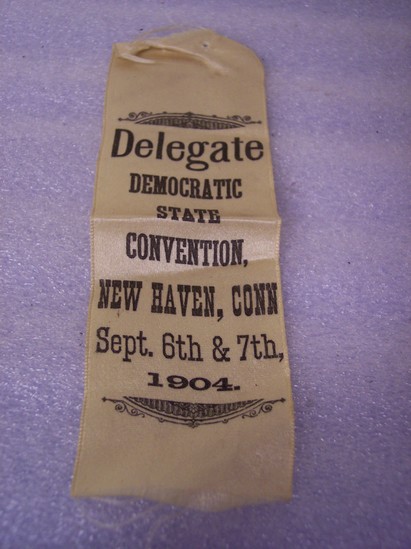 Delegate
DEMOCRATIC
STATE
CONVENTION,
NEW HAVEN, CONN
Sept. 6th & 7th,
1904.